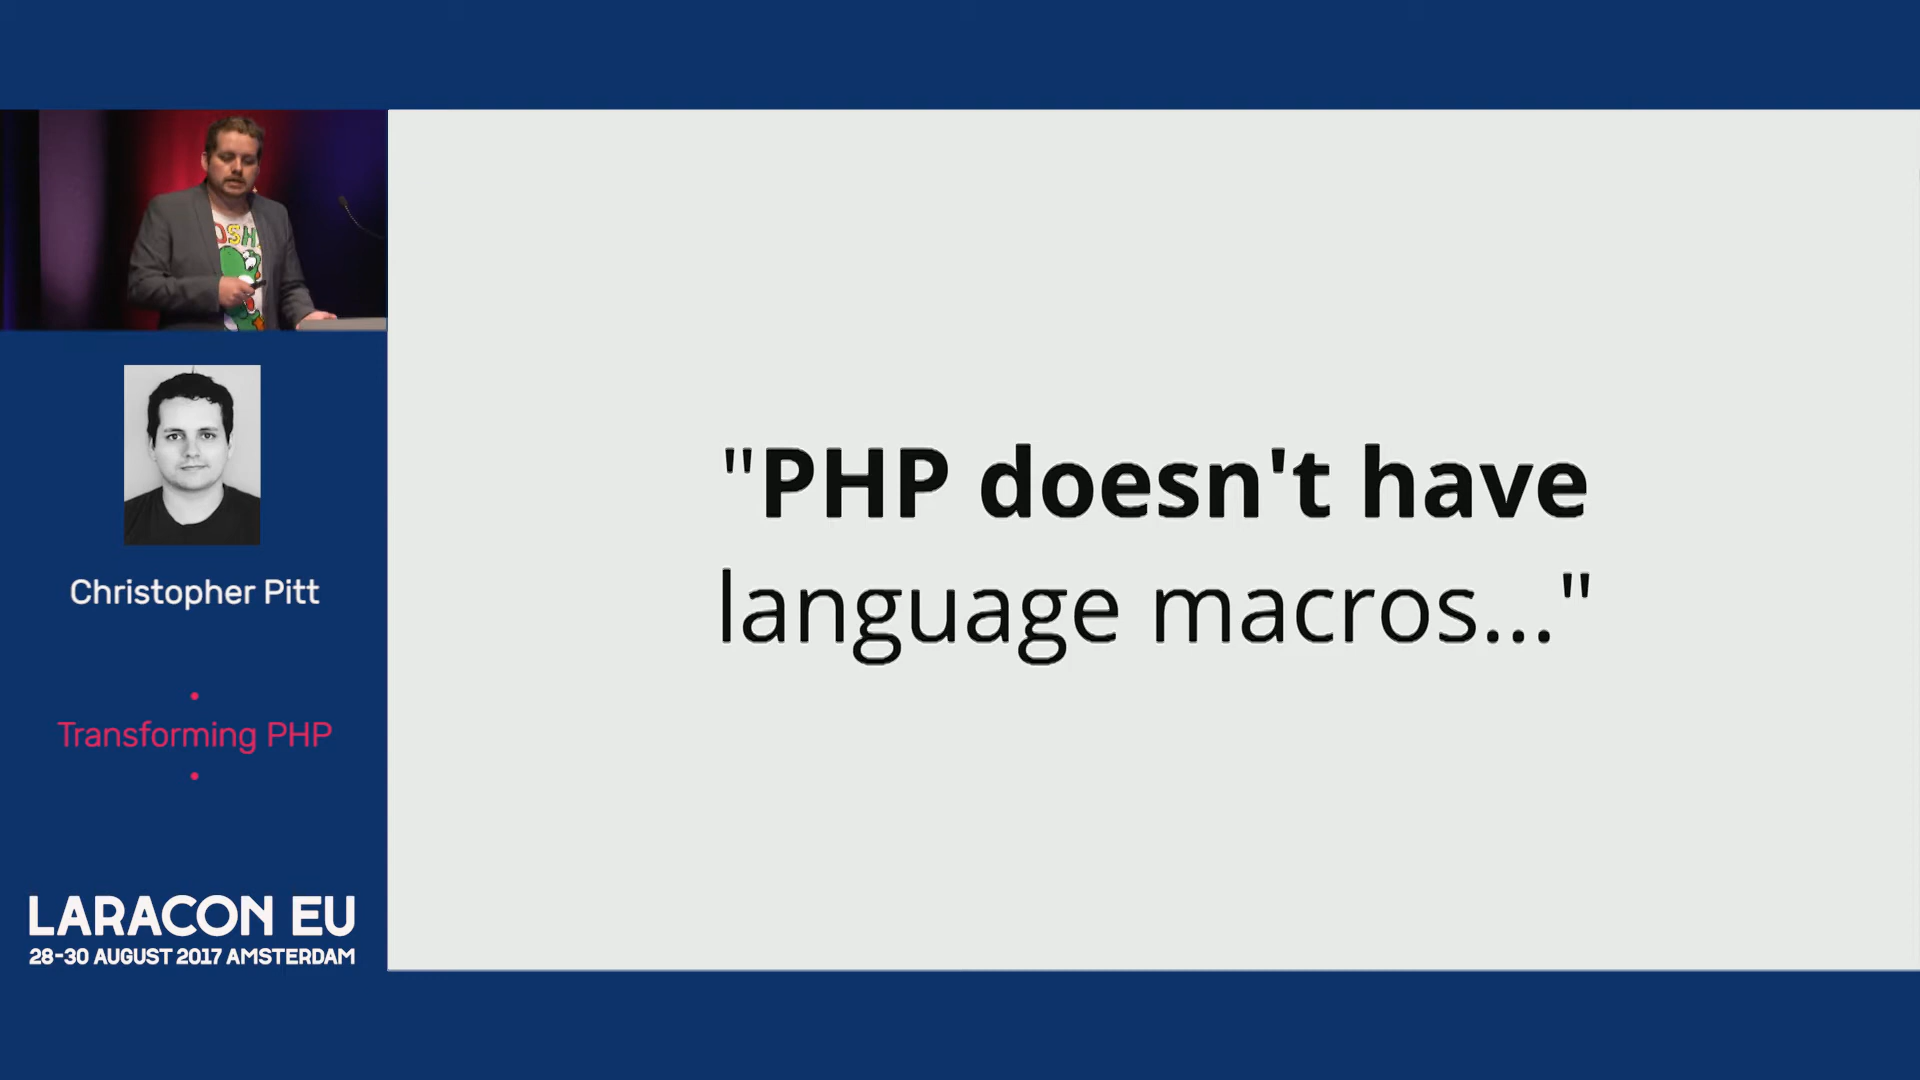 "PHP doesn't have
language macros..."
Christopher Pitt
Transforming PHP
LARACON EU
28-30 AUGUST 2017 AMSTERDAM